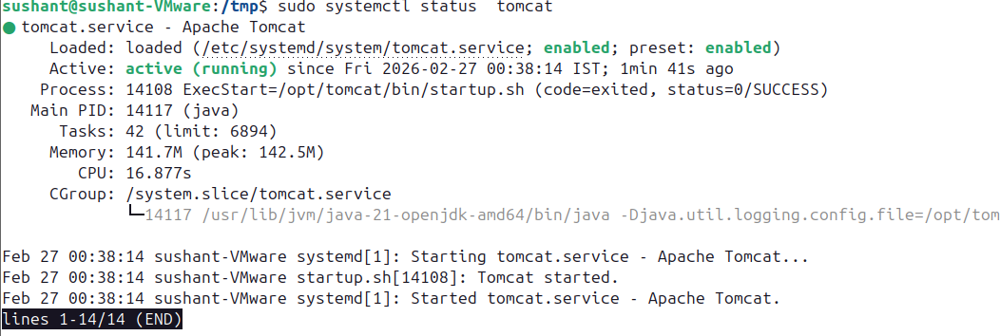 sushant@sushant-VMware:/tmp$ sudo systemctl status  tomcat
● tomcat.service - Apache Tomcat
     Loaded: loaded (/etc/systemd/system/tomcat.service; enabled; preset: enabled)
     Active: active (running) since Fri 2026-02-27 00:38:14 IST; 1min 41s ago
    Process: 14108 ExecStart=/opt/tomcat/bin/startup.sh (code=exited, status=0/SUCCESS)
   Main PID: 14117 (java)
      Tasks: 42 (limit: 6894)
     Memory: 141.7M (peak: 142.5M)
        CPU: 16.877s
     CGroup: /system.slice/tomcat.service
             └─14117 /usr/lib/jvm/java-21-openjdk-amd64/bin/java -Djava.util.logging.config.file=/opt/tom

Feb 27 00:38:14 sushant-VMware systemd[1]: Starting tomcat.service - Apache Tomcat...
Feb 27 00:38:14 sushant-VMware startup.sh[14108]: Tomcat started.
Feb 27 00:38:14 sushant-VMware systemd[1]: Started tomcat.service - Apache Tomcat.
lines 1-14/14 (END)